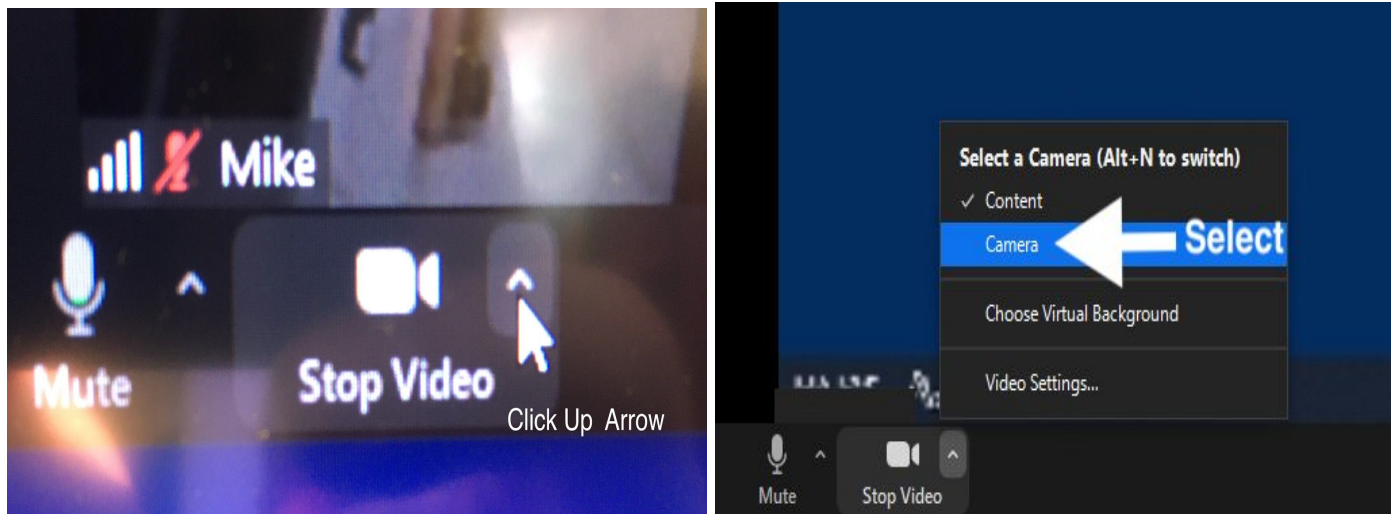 Mike
Mute
Stop Video
Click Up Arrow
Select a Camera (Alt+N to switch)
Content
Camera
Select
Choose Virtual Background
Video Settings...
Mute
Stop Video